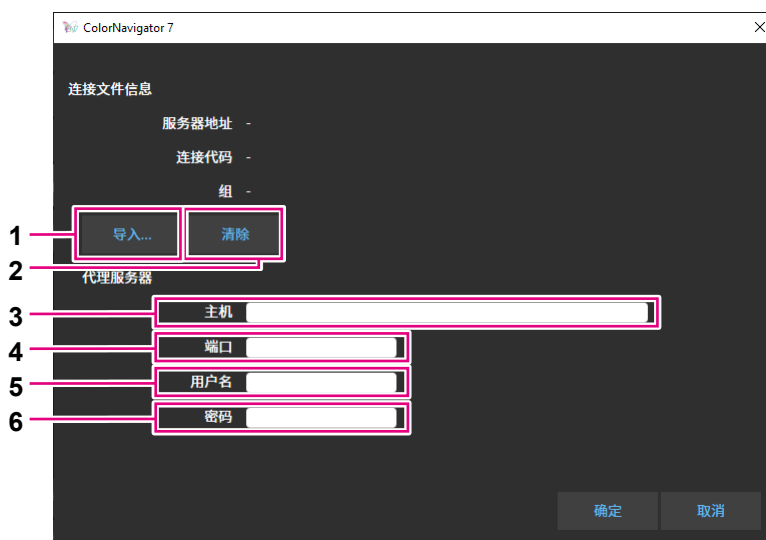 ColorNavigator 7
连接文件信息
服务器地址 -
连接代码 -
组 -
1
导入...
清除
2
代理服务器
3
主机
4
端口
5
用户名
6
密码
确定
取消